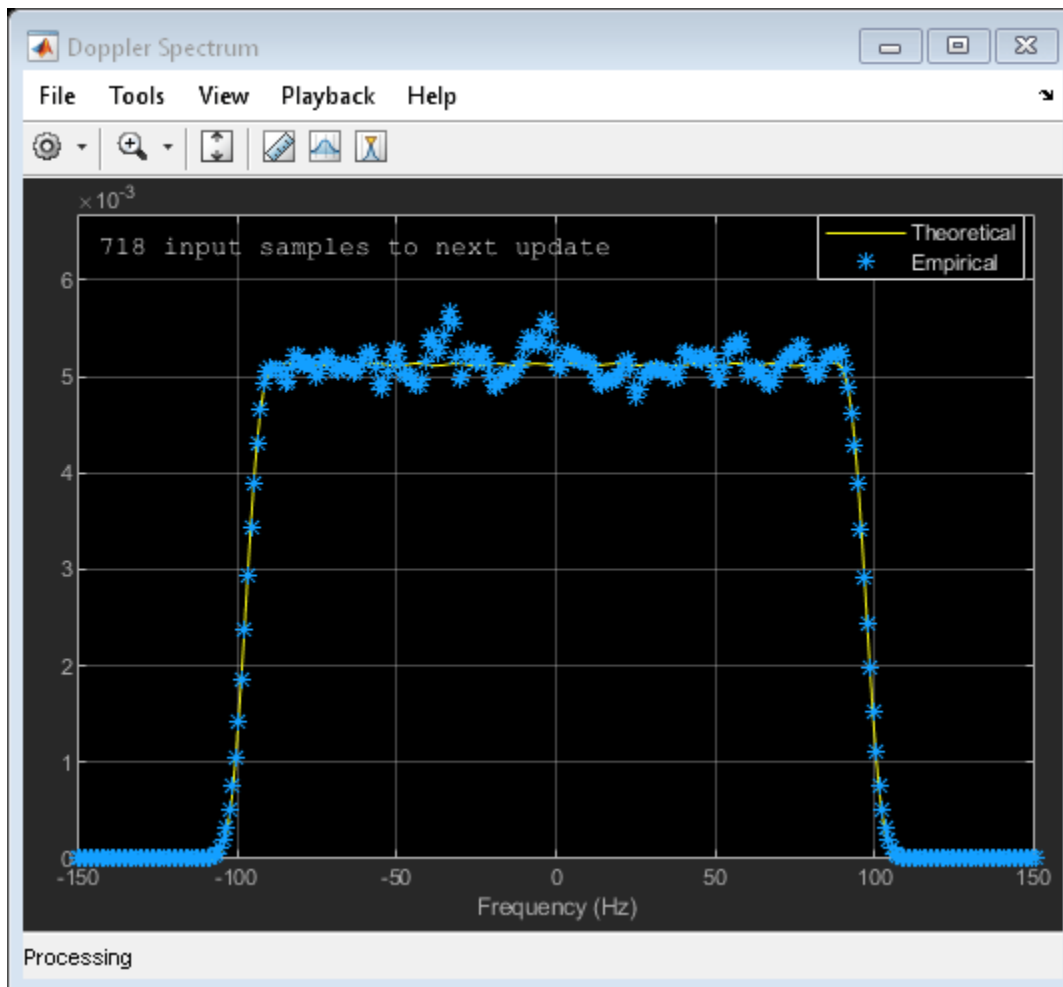 Doppler Spectrum
File Tools View Playback Help
×10-3
718 input samples to next update
Theoretical
Empirical
6
5
4
3
2
1
0
-150 -100 -50 0 50 100 150
Frequency (Hz)
Processing